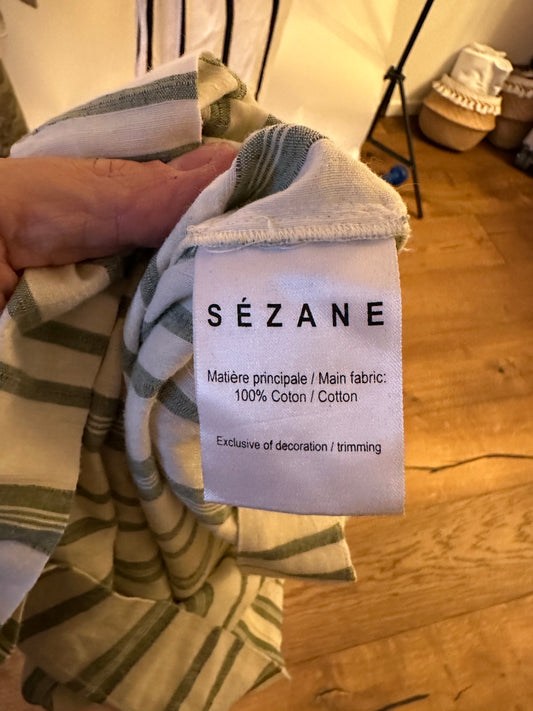 SÉZANE
Matière principale / Main fabric:
100% Coton / Cotton
Exclusive of decoration / trimming